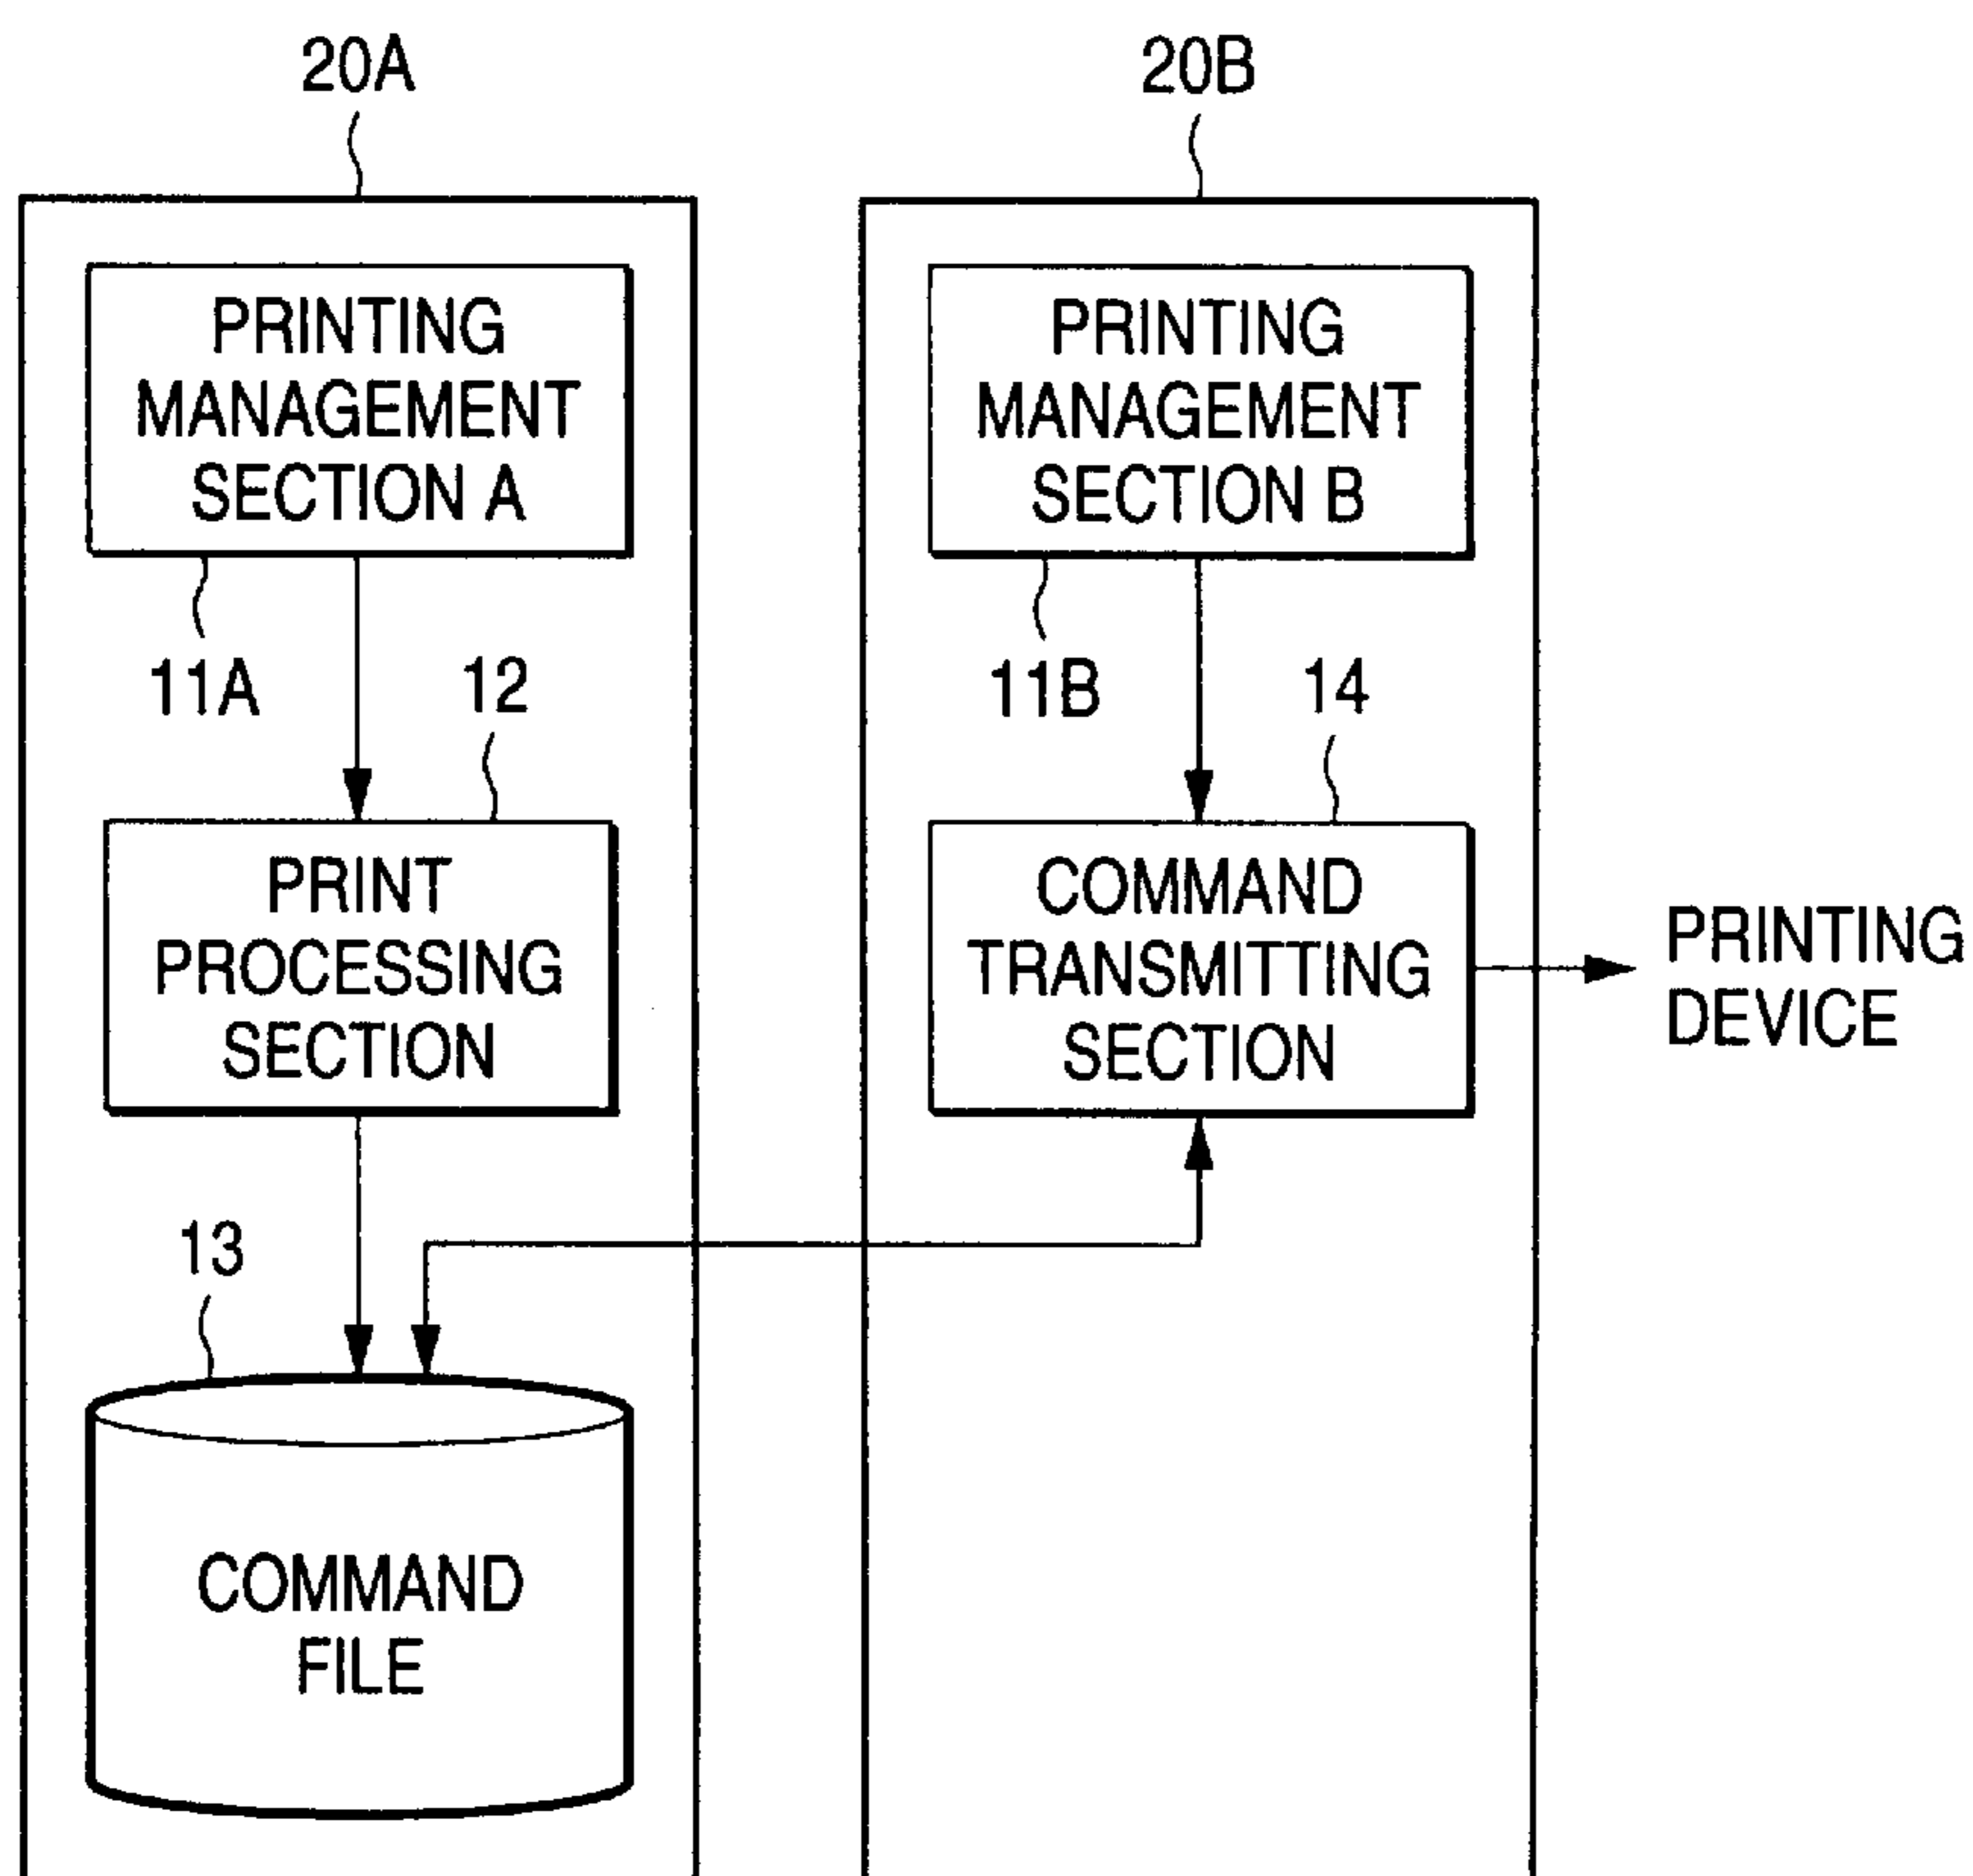 20A
20B
PRINTING
MANAGEMENT
SECTION A
PRINTING
MANAGEMENT
SECTION B
11A
12
11B
14
PRINT
PROCESSING
SECTION
COMMAND
TRANSMITTING
SECTION
PRINTING
DEVICE
13
COMMAND
FILE